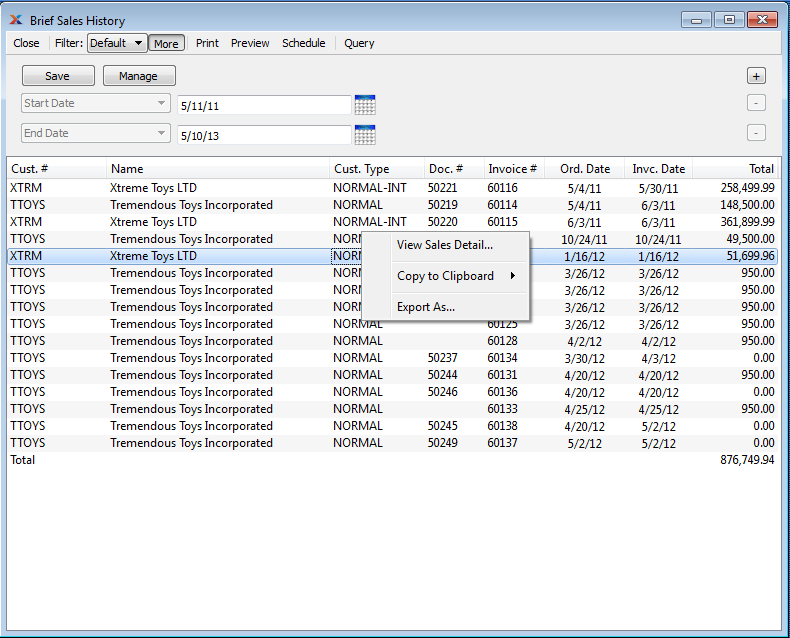 Brief Sales History
Close Filter: Default More Print Preview Schedule Query
Save Manage +
Start Date 5/11/11 -
End Date 5/10/13 -
Cust. # Name Cust. Type Doc. # Invoice # Ord. Date Invc. Date Total
XTRM Xtreme Toys LTD NORMAL-INT 50221 60116 5/4/11 5/30/11 258,499.99
TTOYS Tremendous Toys Incorporated NORMAL 50219 60114 5/4/11 6/3/11 148,500.00
XTRM Xtreme Toys LTD NORMAL-INT 50220 60115 6/3/11 6/3/11 361,899.99
TTOYS Tremendous Toys Incorporated 10/24/11 10/24/11 49,500.00
View Sales Detail...
XTRM Xtreme Toys LTD 1/16/12 1/16/12 51,699.96
TTOYS Tremendous Toys Incorporated 3/26/12 3/26/12 950.00
Copy to Clipboard
TTOYS Tremendous Toys Incorporated 3/26/12 3/26/12 950.00
TTOYS Tremendous Toys Incorporated 3/26/12 3/26/12 950.00
Export As...
TTOYS Tremendous Toys Incorporated NORMAL 60125 3/26/12 3/26/12 950.00
TTOYS Tremendous Toys Incorporated NORMAL 60128 4/2/12 4/2/12 950.00
TTOYS Tremendous Toys Incorporated NORMAL 50237 60134 3/30/12 4/3/12 0.00
TTOYS Tremendous Toys Incorporated NORMAL 50244 60131 4/20/12 4/20/12 950.00
TTOYS Tremendous Toys Incorporated NORMAL 50246 60136 4/20/12 4/20/12 0.00
TTOYS Tremendous Toys Incorporated NORMAL 60133 4/25/12 4/25/12 950.00
TTOYS Tremendous Toys Incorporated NORMAL 50245 60138 4/20/12 5/2/12 0.00
TTOYS Tremendous Toys Incorporated NORMAL 50249 60137 5/2/12 5/2/12 0.00
Total 876,749.94